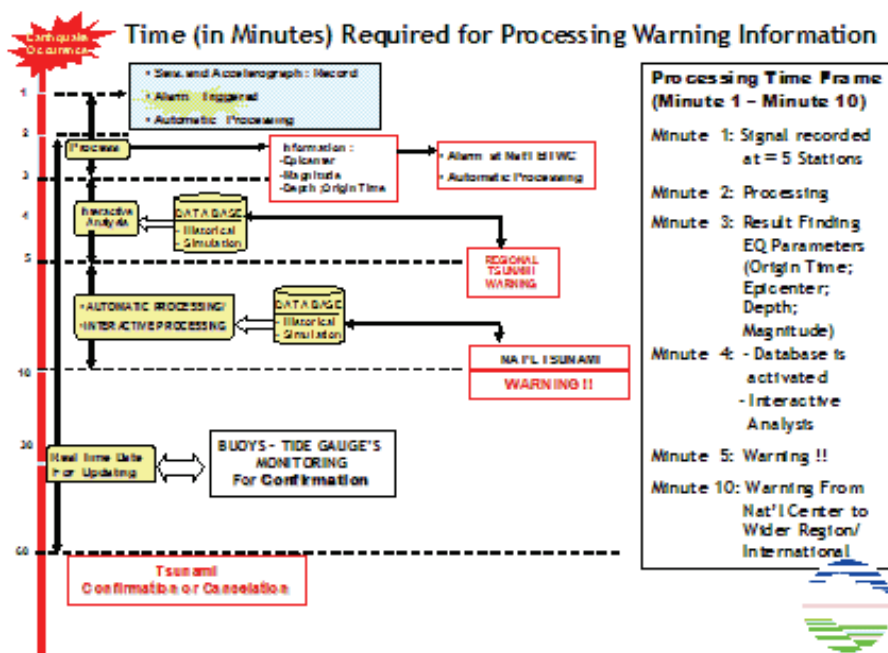 Earthquake
Occurence
Time (in Minutes) Required for Processing Warning Information
1
• Seis. and Accelerograph : Record
• Alarm Triggered
• Automatic Processing
2
Process
Information :
-Epicenter
-Magnitude
-Depth ;Origin Time
• Alarm at Nat'l
• Automatic Processing
3
4
Interactive
Analysis
DATABASE
- Historical
- Simulation
5
REGIONAL
TSUNAMI
WARNING
• AUTOMATIC PROCESSING/
• INTERACTIVE PROCESSING
DATABASE
- Historical
- Simulation
NAT'L TSUNAMI
WARNING !!
10
30
Real Time Data
For Updating
BUOYS - TIDE GAUGE'S
MONITORING
For Confirmation
60
Tsunami
Confirmation or Cancelation
Processing Time Frame
(Minute 1 - Minute 10)
Minute 1: Signal recorded
at = 5 Stations
Minute 2: Processing
Minute 3: Result Finding
EQ Parameters
(Origin Time;
Epicenter;
Depth;
Magnitude)
Minute 4: - Database is
activated
- Interactive
Analysis
Minute 5: Warning !!
Minute 10: Warning From
Nat'l Center to
Wider Region/
International